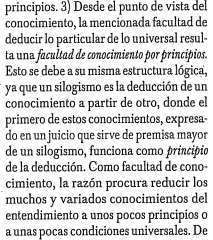 principios. 3) Desde el punto de vista del
conocimiento, la mencionada facultad de
deducir lo particular de lo universal resul-
ta una facultad de conocimiento por principios.
Esto se debe a su misma estructura lógica,
ya que un silogismo es la deducción de un
conocimiento a partir de otro, donde el
primero de estos conocimientos, expresa-
do en un juicio que sirve de premisa mayor
de un silogismo, funciona como principio
de la deducción. Como facultad de cono-
cimiento, la razón procura reducir los
muchos y variados conocimientos del
entendimiento a unos pocos principios o
a unas pocas condiciones universales. De